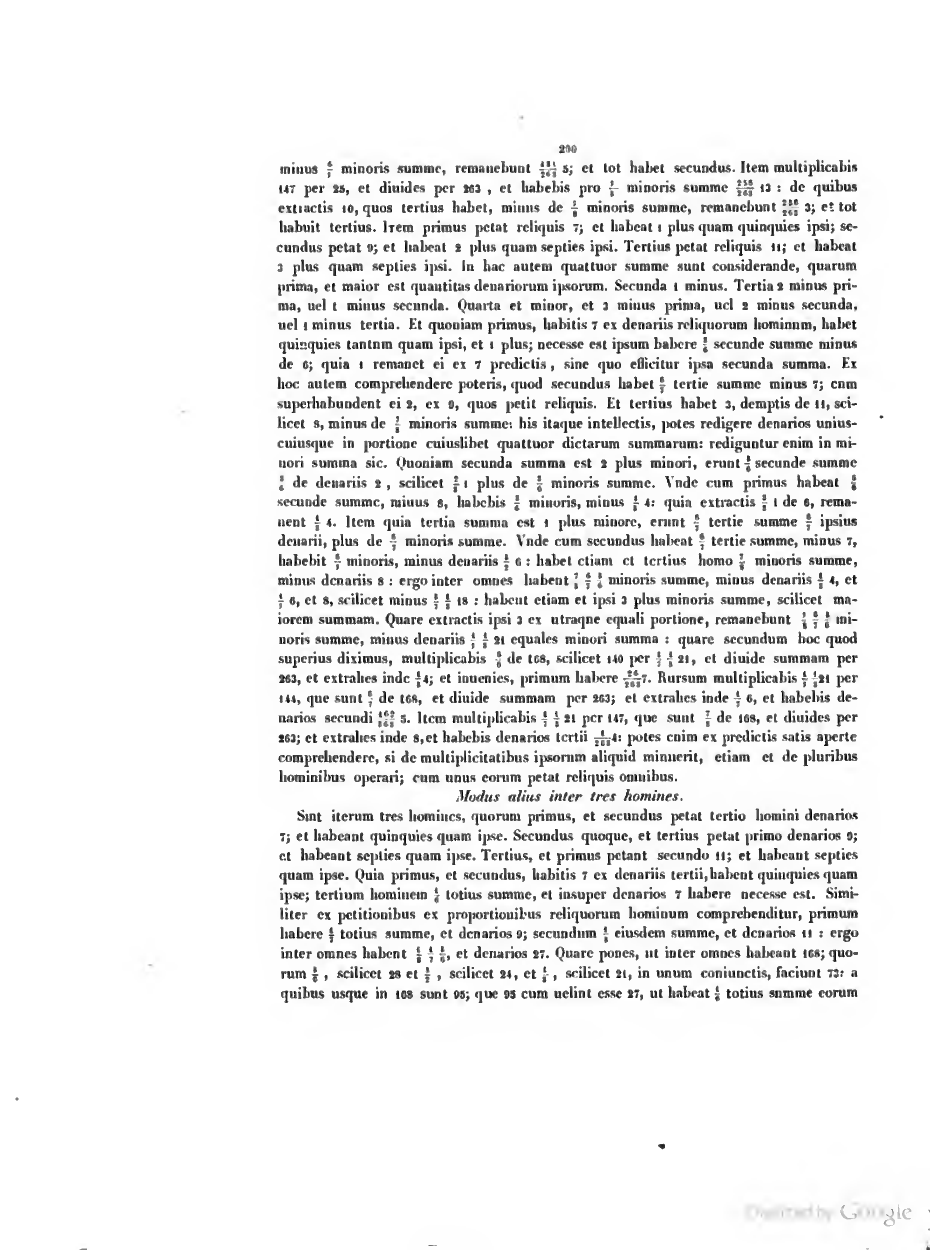 200
minus 6/7 minoris summe, remanebunt 181/263 5; et tot habet secundus. Item multiplicabis
147 per 25, et diuides per 263 , et habebis pro 7/8 minoris summe 256/263 13 : de quibus
extractis 10, quos tertius habet, minus de 7/8 minoris summe, remanebunt 256/263 3; et tot
habuit tertius. Item primus petat reliquis 7; et habeat 1 plus quam quinquies ipsi; se-
cundus petat 9; et habeat 2 plus quam septies ipsi. Tertius petat reliquis 11; et habeat
3 plus quam septies ipsi. In hac autem quattuor summe sunt considerande, quarum
prima, et maior est quantitas denariorum ipsorum. Secunda 1 minus. Tertia 2 minus pri-
ma, uel 1 minus secunda. Quarta et minor, et 3 minus prima, uel 2 minus secunda,
uel 1 minus tertia. Et quoniam primus, habitis 7 ex denariis reliquorum hominum, habet
quinquies tantum quam ipsi, et 1 plus; necesse est ipsum habere 5/6 secunde summe minus
de 6; quia 1 remanet ei ex 7 predictis , sine quo efficitur ipsa secunda summa. Ex
hoc autem comprehendere poteris, quod secundus habet 6/7 tertie summe minus 7; cum
superhabundent ei 2, ex 9, quos petit reliquis. Et tertius habet 3, demptis de 11, sci-
licet 8, minus de 7/8 minoris summe: his itaque intellectis, potes redigere denarios unius-
cuiusque in portione cuiuslibet quattuor dictarum summarum: rediguntur enim in mi-
nori summa sic. Quoniam secunda summa est 2 plus minori, erunt 5/6 secunde summe
5/6 de denariis 2 , scilicet 2/3 1 plus de 5/6 minoris summe. Vnde cum primus habeat 5/6
secunde summe, minus 6, habebis 5/6 minoris, minus 1/3 4: quia extractis 2/3 1 de 6, rema-
nent 1/3 4. Item quia tertia summa est 1 plus minore, erunt 6/7 tertie summe 6/7 ipsius
denarii, plus de 6/7 minoris summe. Vnde cum secundus habeat 6/7 tertie summe, minus 7,
habebit 6/7 minoris, minus denariis 1/7 6 : habet etiam et tertius homo 7/8 minoris summe,
minus denariis 8 : ergo inter omnes habent 7/8 6/7 5/6 minoris summe, minus denariis 1/3 4, et
1/7 6, et 8, scilicet minus 1/7 1/3 18 : habent etiam et ipsi 3 plus minoris summe, scilicet ma-
iorem summam. Quare extractis ipsi 3 ex utraqne equali portione, remanebunt 7/8 6/7 5/6 mi-
noris summe, minus denariis 1/7 1/3 21 equales minori summa : quare secundum hoc quod
superius diximus, multiplicabis 5/6 de 168, scilicet 140 per 1/7 1/3 21, et diuide summam per
263, et extrahes inde 1/3 4; et inuenies, primum habere 26/263 7. Rursum multiplicabis 1/7 1/3 21 per
144, que sunt 6/7 de 168, et diuide summam per 263; et extrahes inde 1/7 6, et habebis de-
narios secundi 162/263 5. Item multiplicabis 1/7 1/3 21 per 147, que sunt 7/8 de 168, et diuides per
263; et extrahes inde 8, et habebis denarios tertii 1/263 4: potes enim ex predictis satis aperte
comprehendere, si de multiplicitatibus ipsorum aliquid minuerit, etiam et de pluribus
hominibus operari; cum unus eorum petat reliquis omnibus.
Modus alius inter tres homines.
Sint iterum tres homines, quorum primus, et secundus petat tertio homini denarios
7; et habeant quinquies quam ipse. Secundus quoque, et tertius petat primo denarios 9;
et habeant septies quam ipse. Tertius, et primus petant secundo 11; et habeant septies
quam ipse. Quia primus, et secundus, habitis 7 ex denariis tertii, habent quinquies quam
ipse; tertium hominem 1/6 totius summe, et insuper denarios 7 habere necesse est. Simi-
liter ex petitionibus ex proportionibus reliquorum hominum comprehenditur, primum
habere 1/7 totius summe, et denarios 9; secundum 1/8 eiusdem summe, et denarios 11 : ergo
inter omnes habent 1/8 1/7 1/6, et denarios 27. Quare pones, ut inter omnes habeant 168; quo-
rum 1/6 , scilicet 28 et 1/7 , scilicet 24, et 1/8 , scilicet 21, in unum coniunctis, faciunt 73: a
quibus usque in 168 sunt 95; que 95 cum uelint esse 27, ut habeat 1/6 totius summe eorum
Digitized by Google